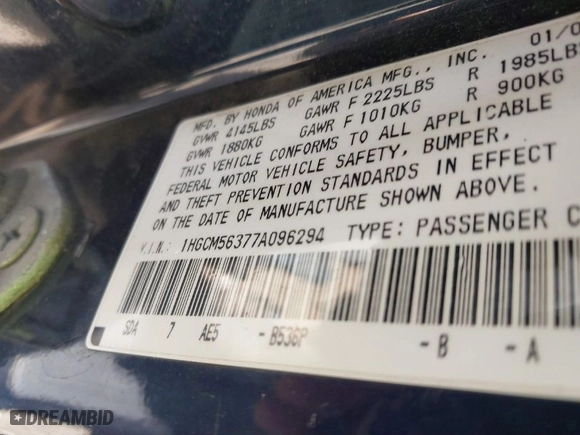 MFD. BY HONDA OF AMERICA MFG., INC. 01/0
GVWR 4145LBS GAWR F 2225LBS R 1985LBS
GVWR 1880KG GAWR F 1010KG R 900KG
THIS VEHICLE CONFORMS TO ALL APPLICABLE
FEDERAL MOTOR VEHICLE SAFETY, BUMPER,
AND THEFT PREVENTION STANDARDS IN EFFECT
ON THE DATE OF MANUFACTURE SHOWN ABOVE.
V.I.N.: 1HGCM56377A096294 TYPE: PASSENGER C
SDA 7 AE5 -B536P -B -A
DREAMBID